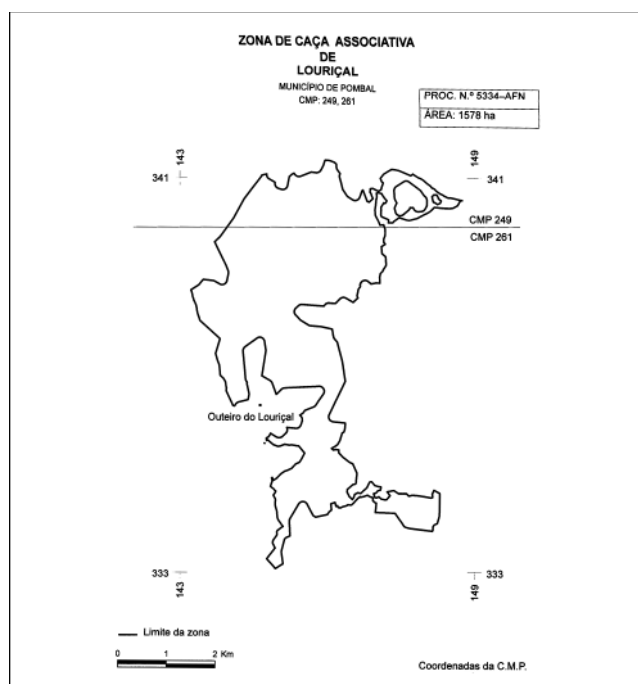 ZONA DE CAÇA ASSOCIATIVA
DE
LOURIÇAL
MUNICÍPIO DE POMBAL
CMP: 249, 261
PROC. N.º 5334–AFN
ÁREA: 1578 ha
143
149
341
341
CMP 249
CMP 261
Outeiro do Louriçal
333
333
143
149
Limite da zona
0 1 2 Km
Coordenadas da C.M.P.